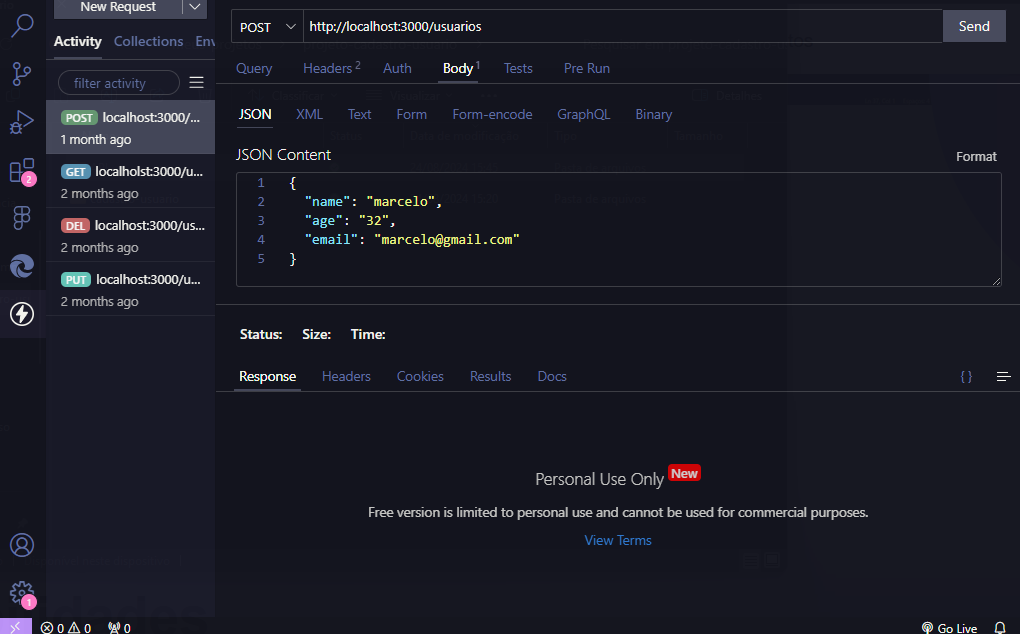 New Request
Activity Collections Env
filter activity
POST localhost:3000/...
1 month ago
GET localholst:3000/u...
2 months ago
DEL localhost:3000/us...
2 months ago
PUT localhost:3000/u...
2 months ago
2
1
0 0 0
POST http://localhost:3000/usuarios Send
Query Headers 2 Auth Body 1 Tests Pre Run
JSON XML Text Form Form-encode GraphQL Binary
JSON Content Format
1 {
2 "name": "marcelo",
3 "age": "32",
4 "email": "marcelo@gmail.com"
5 }
Status: Size: Time:
Response Headers Cookies Results Docs { }
Personal Use Only New
Free version is limited to personal use and cannot be used for commercial purposes.
View Terms
Go Live